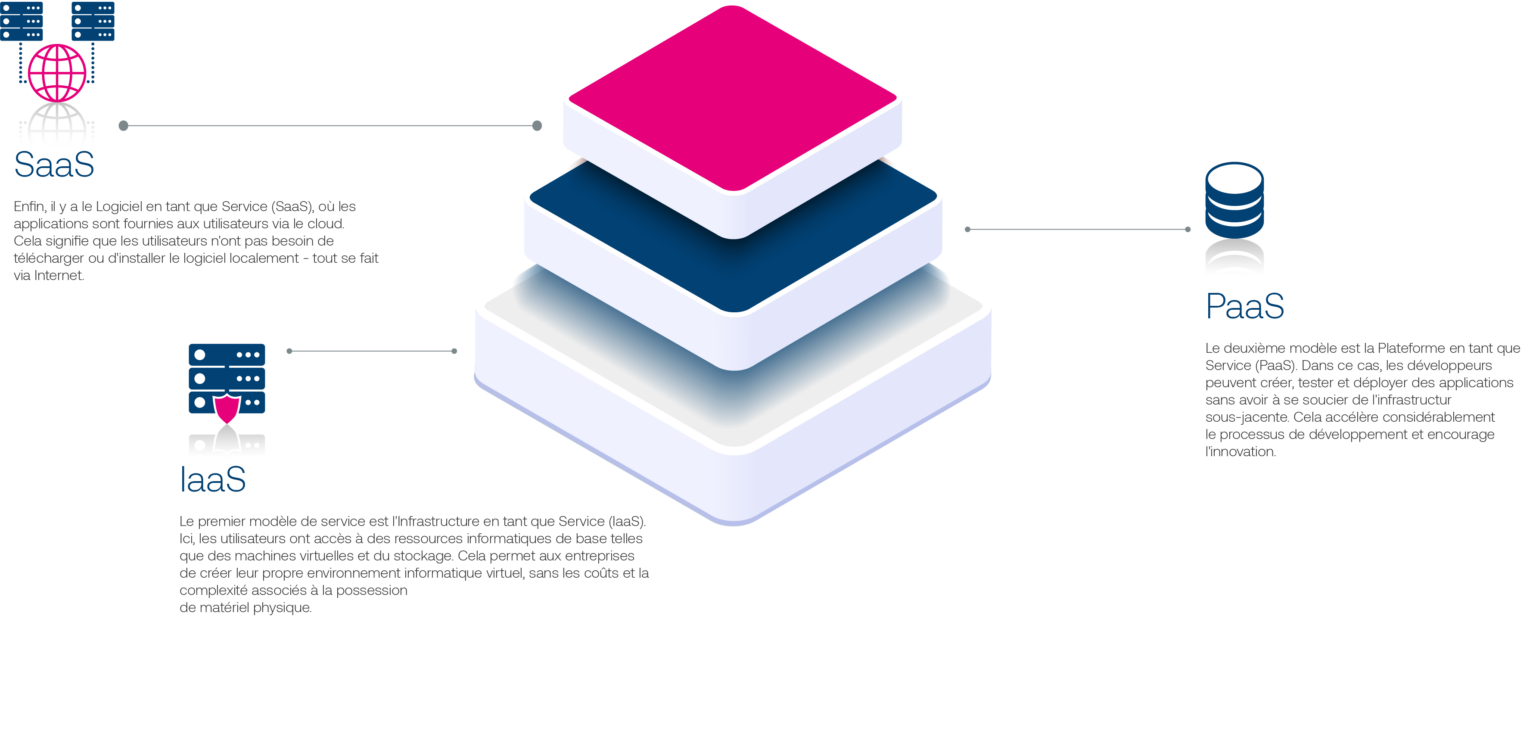 SaaS
Enfin, il y a le Logiciel en tant que Service (SaaS), où les
applications sont fournies aux utilisateurs via le cloud.
Cela signifie que les utilisateurs n'ont pas besoin de
télécharger ou d'installer le logiciel localement - tout se fait
via Internet.
PaaS
Le deuxième modèle est la Plateforme en tant que
Service (PaaS). Dans ce cas, les développeurs
peuvent créer, tester et déployer des applications
sans avoir à se soucier de l'infrastructur
sous-jacente. Cela accélère considérablement
le processus de développement et encourage
l'innovation.
IaaS
Le premier modèle de service est l'Infrastructure en tant que Service (IaaS).
Ici, les utilisateurs ont accès à des ressources informatiques de base telles
que des machines virtuelles et du stockage. Cela permet aux entreprises
de créer leur propre environnement informatique virtuel, sans les coûts et la
complexité associés à la possession
de matériel physique.